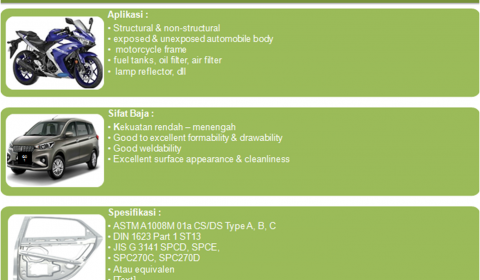 Aplikasi :
• Structural & non-structural
• exposed & unexposed automobile body
• motorcycle frame
• fuel tanks, oil filter, air filter
• lamp reflector, dll
Sifat Baja :
• Kekuatan rendah – menengah
• Good to excellent formability & drawability
• Good weldability
• Excellent surface appearance & cleanliness
Spesifikasi :
• ASTM A1008M 01a CS/DS Type A, B, C
• DIN 1623 Part 1 ST13
• JIS G 3141 SPCD, SPCE,
• SPC270C, SPC270D
• Atau equivalen
• [Text]